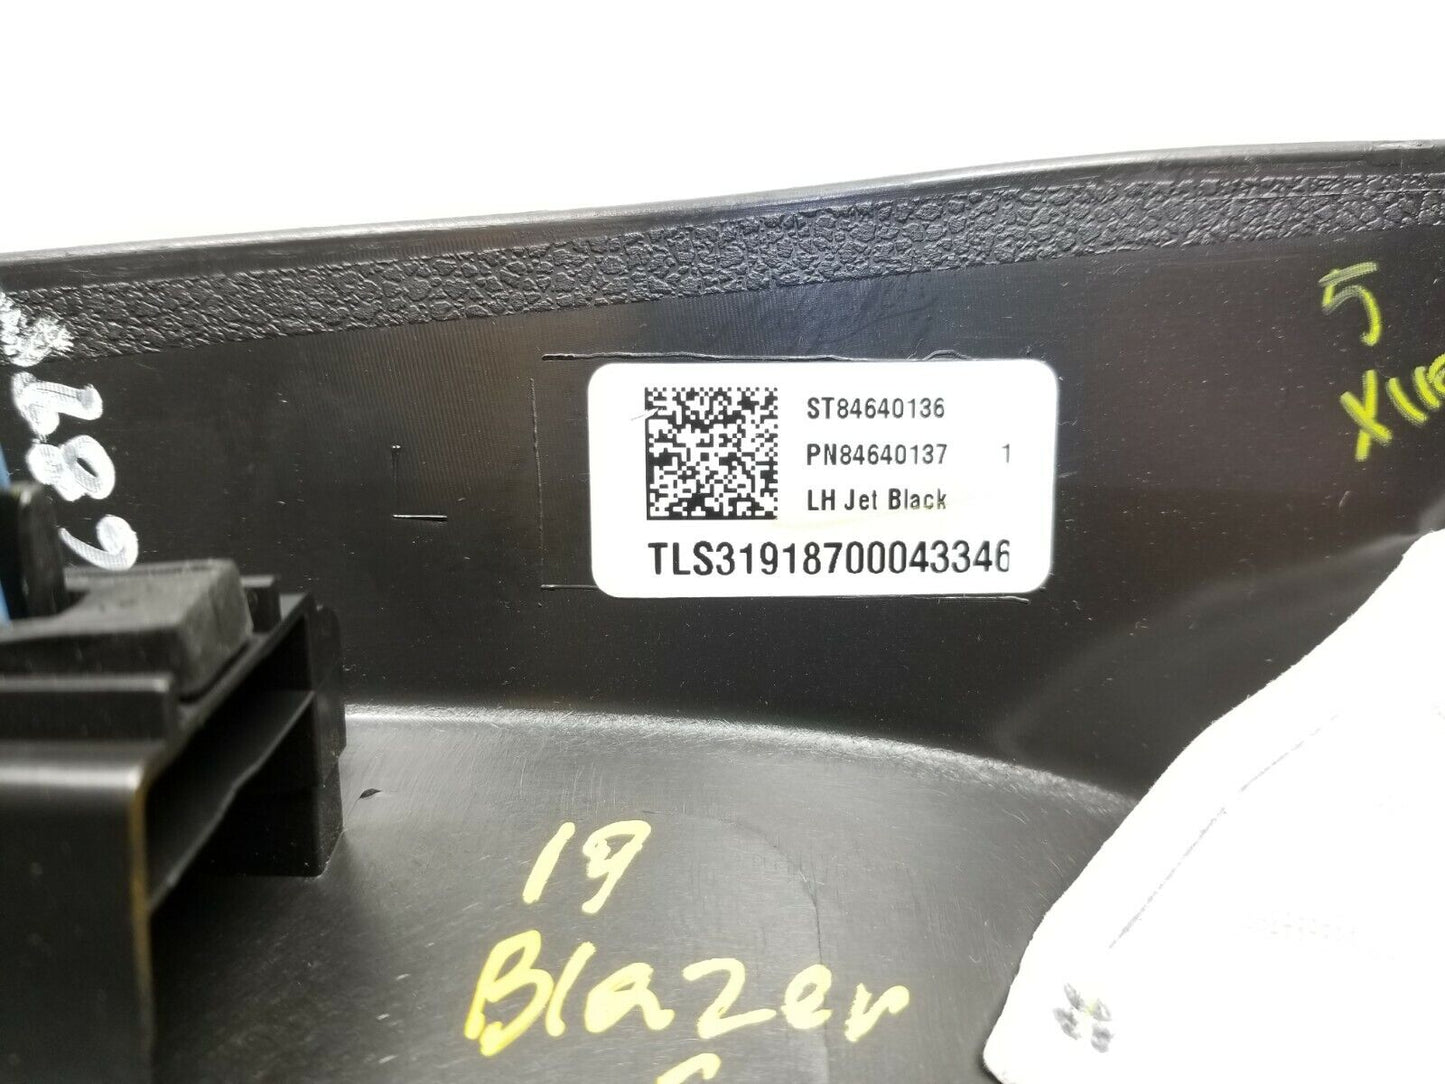 ST84640136
PN84640137 1
LH Jet Black
TLS31918700043346
5
19
Blazer